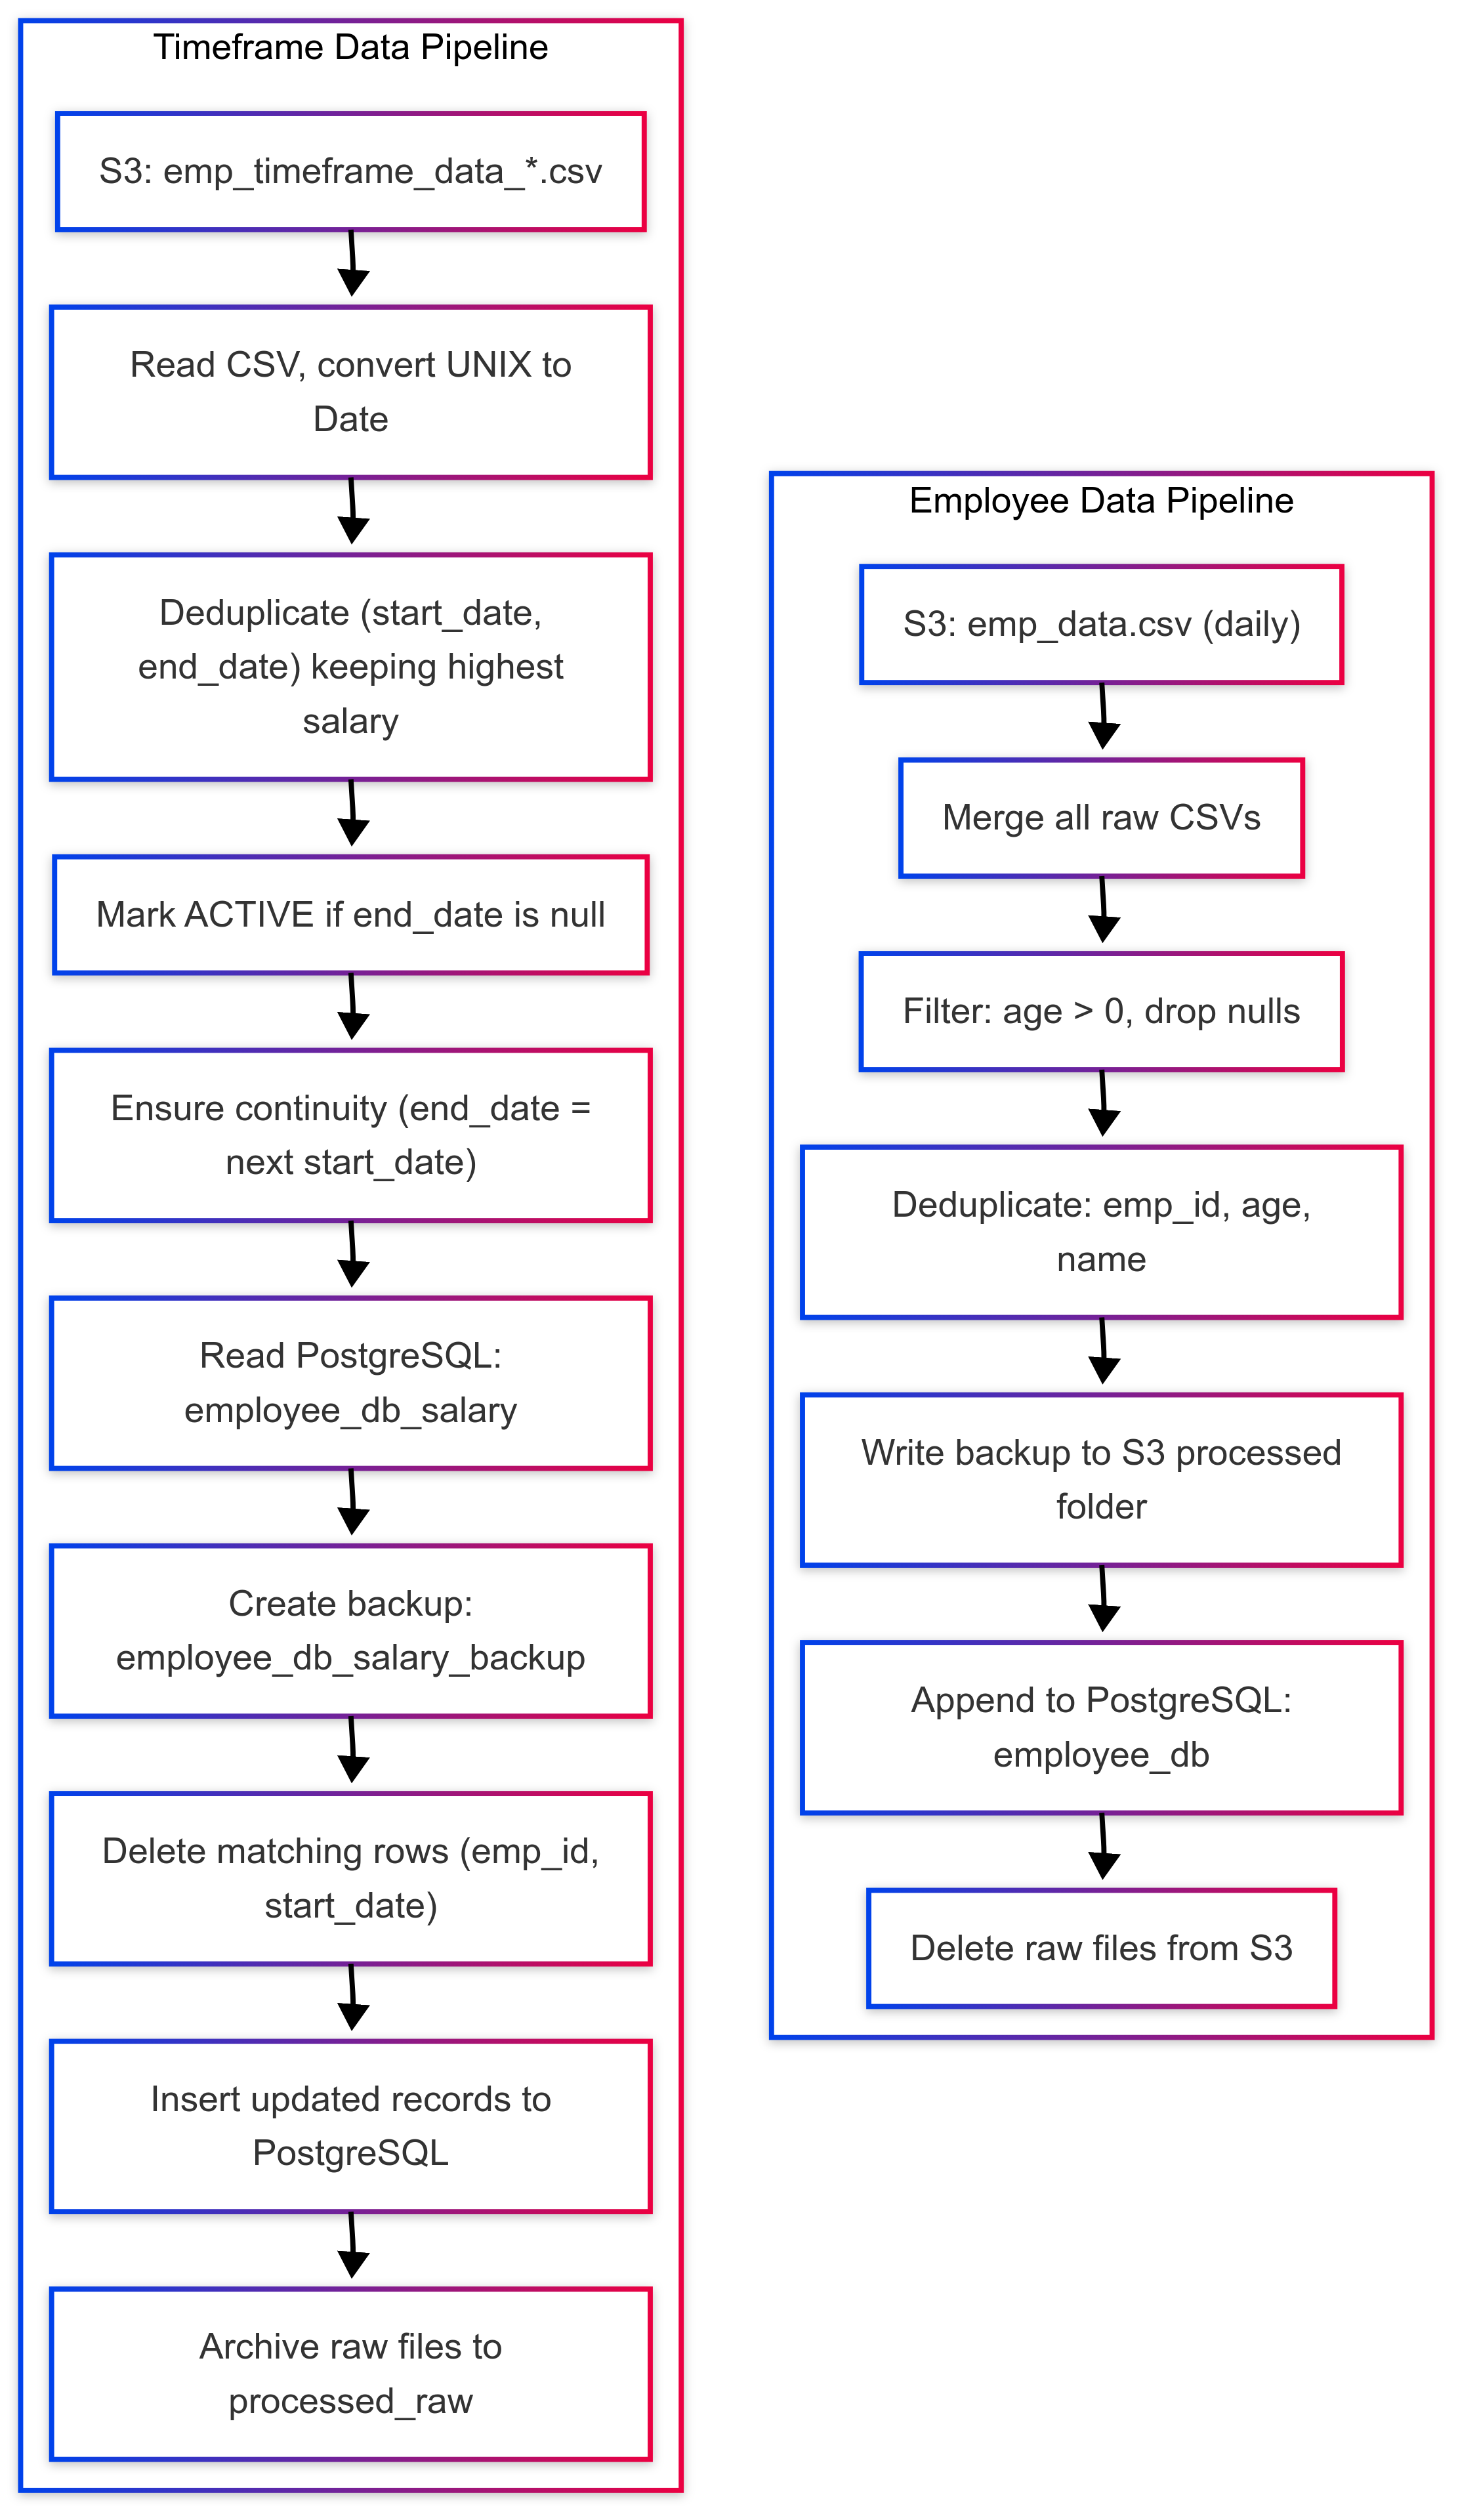 Timeframe Data Pipeline
S3: emp_timeframe_data_*.csv
Read CSV, convert UNIX to
Date
Deduplicate (start_date,
end_date) keeping highest
salary
Mark ACTIVE if end_date is null
Ensure continuity (end_date =
next start_date)
Read PostgreSQL:
employee_db_salary
Create backup:
employee_db_salary_backup
Delete matching rows (emp_id,
start_date)
Insert updated records to
PostgreSQL
Archive raw files to
processed_raw
Employee Data Pipeline
S3: emp_data.csv (daily)
Merge all raw CSVs
Filter: age > 0, drop nulls
Deduplicate: emp_id, age,
name
Write backup to S3 processed
folder
Append to PostgreSQL:
employee_db
Delete raw files from S3